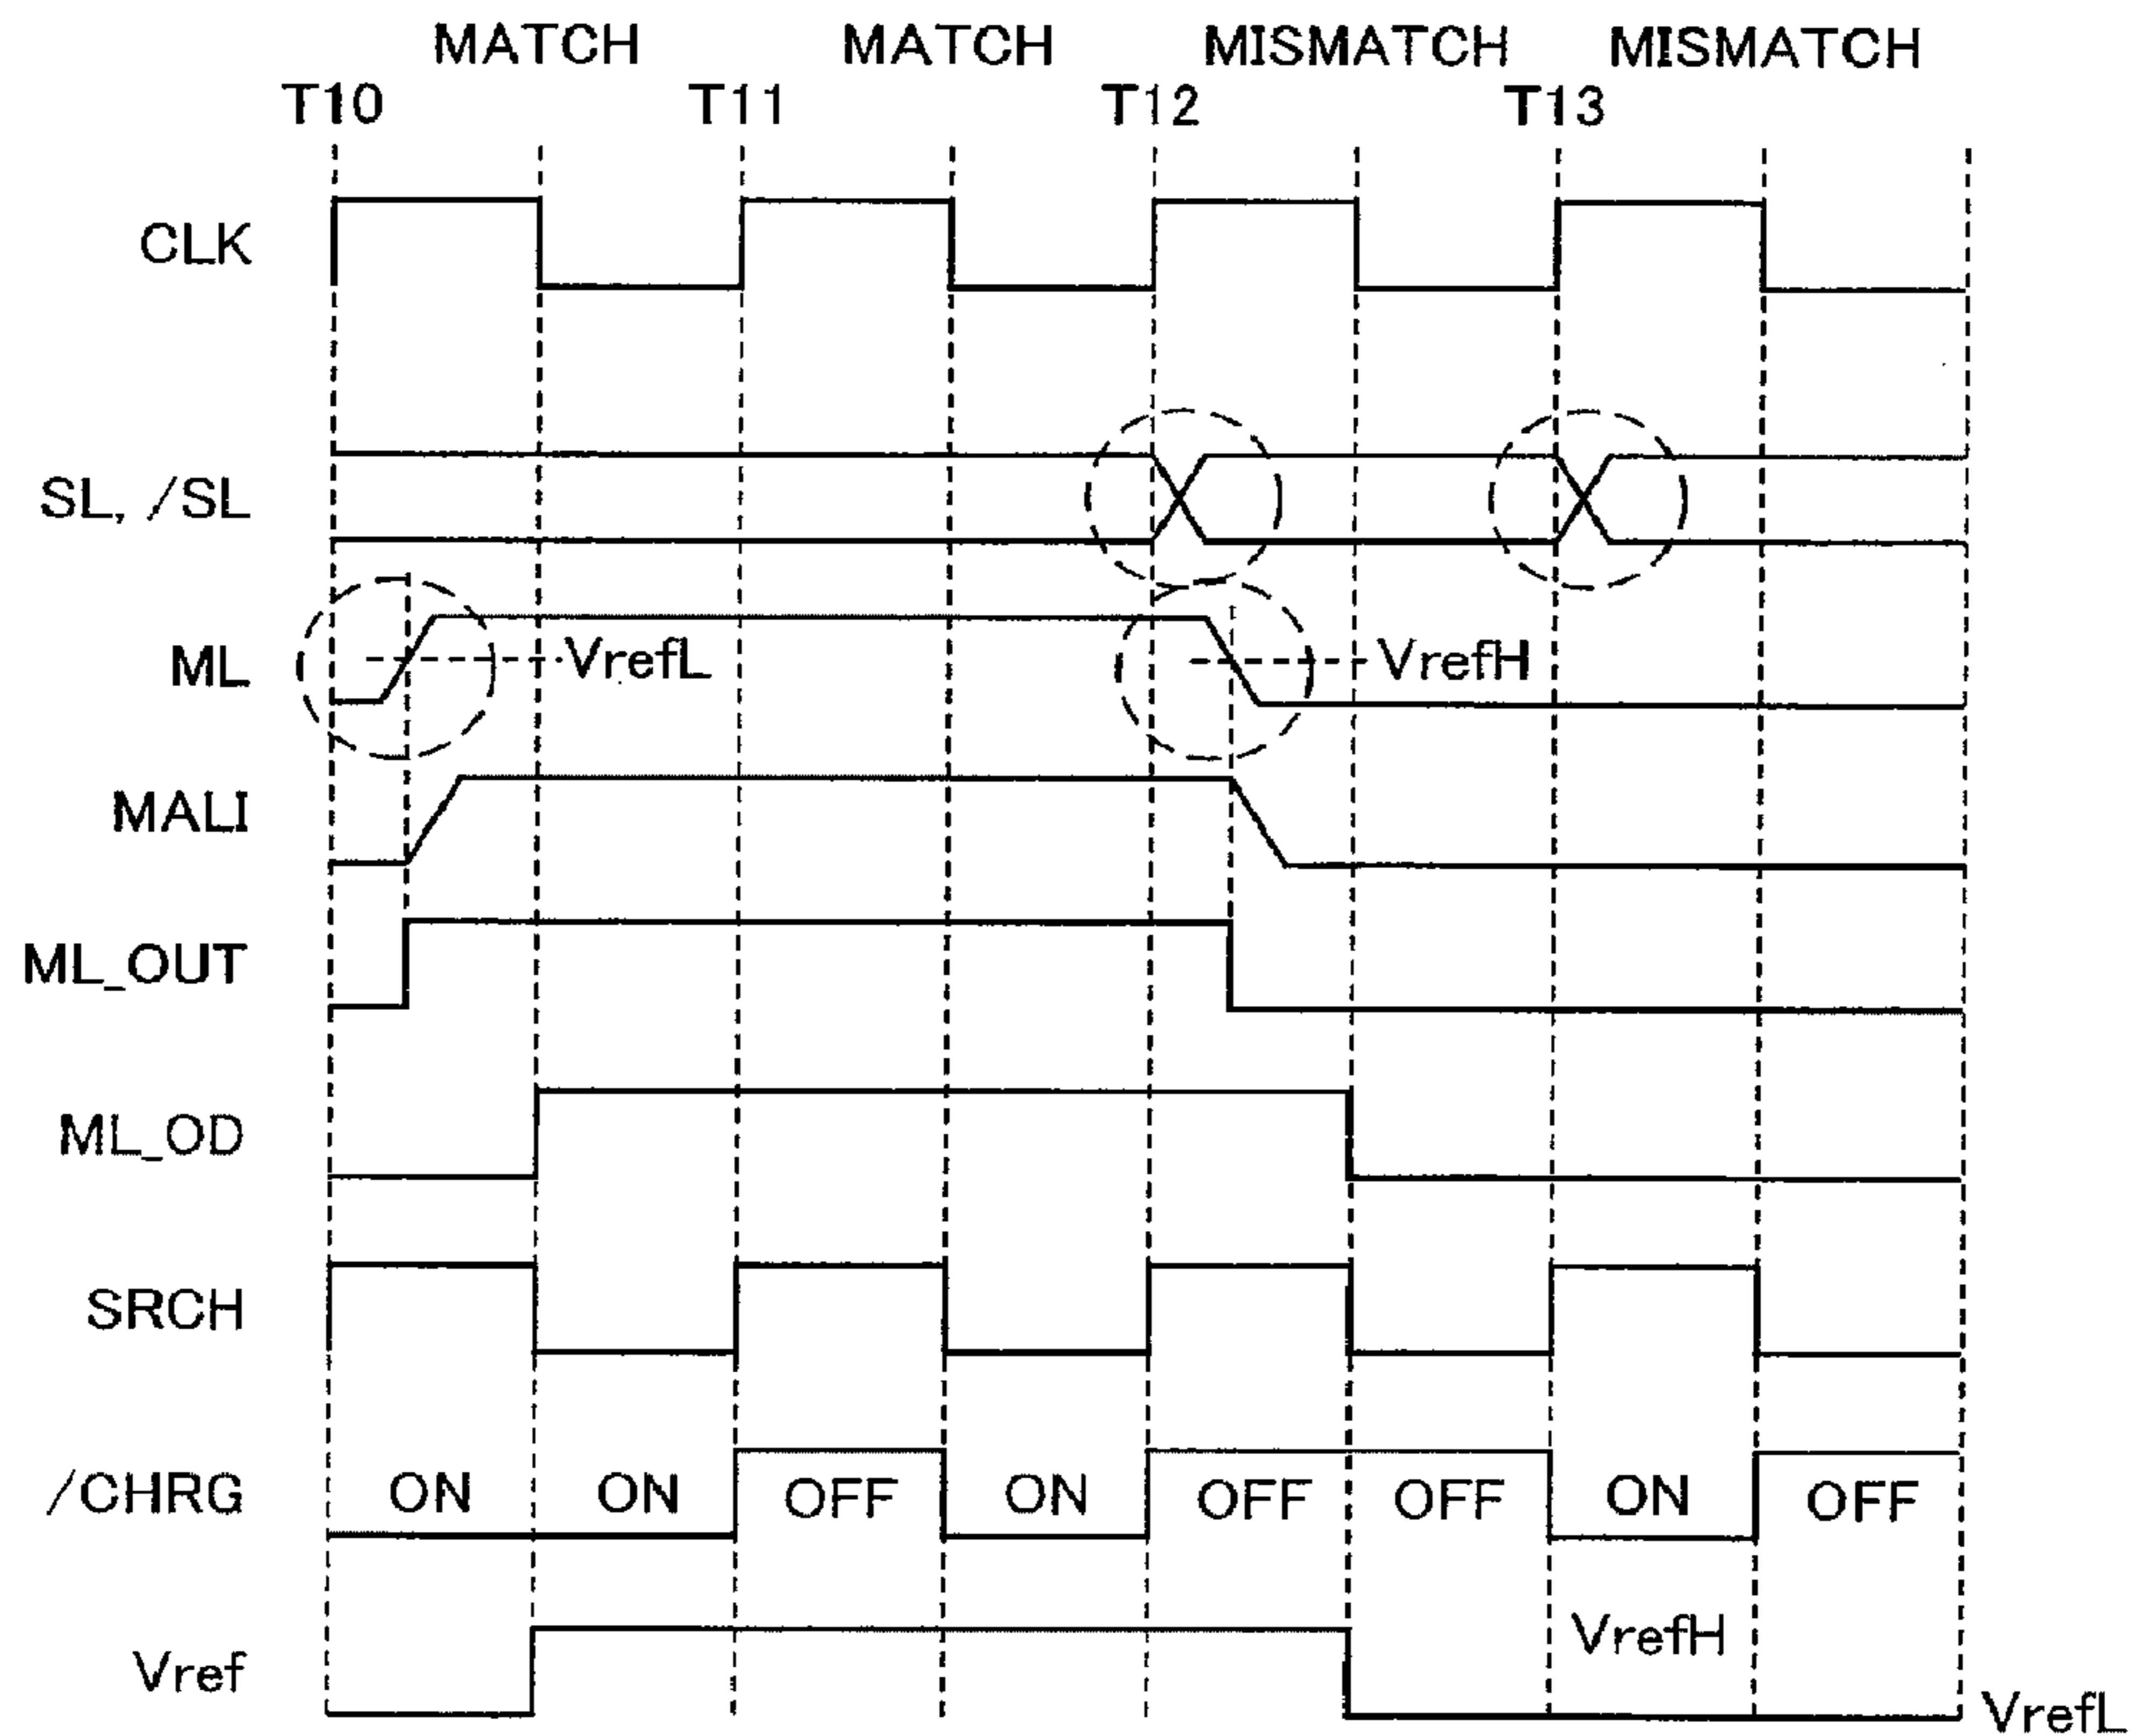 MATCH MATCH MISMATCH MISMATCH
T10 T11 T12 T13
CLK
SL, /SL
ML VrefL VrefH
MALI
ML_OUT
ML_OD
SRCH
/CHRG ON ON OFF ON OFF OFF ON OFF
VrefH
Vref
VrefL